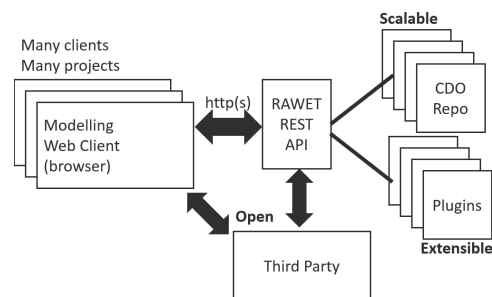 Scalable
Many clients
Many projects
http(s)
Modelling
Web Client
(browser)
RAWET
REST
API
CDO
Repo
Plugins
Open
Extensible
Third Party